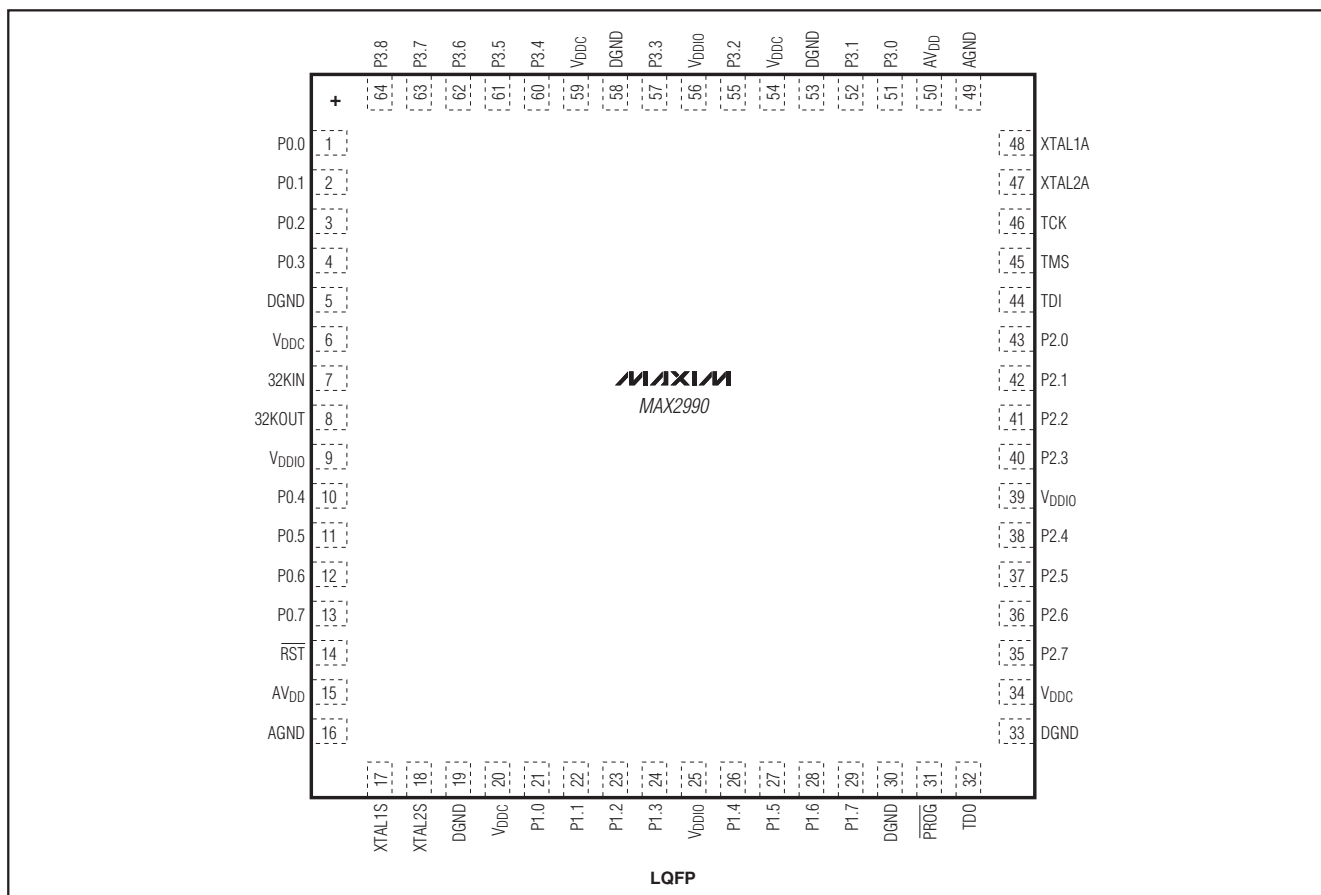 P3.8 P3.7 P3.6 P3.5 P3.4 VDDC DGND P3.3 VDDIO P3.2 VDDC DGND P3.1 P3.0 AVDD AGND
64 63 62 61 60 59 58 57 56 55 54 53 52 51 50 49
+
P0.0 1 48 XTAL1A
P0.1 2 47 XTAL2A
P0.2 3 46 TCK
P0.3 4 45 TMS
DGND 5 44 TDI
VDDC 6 43 P2.0
32KIN 7 42 P2.1
MAXIM
MAX2990
32KOUT 8 41 P2.2
VDDIO 9 40 P2.3
P0.4 10 39 VDDIO
P0.5 11 38 P2.4
P0.6 12 37 P2.5
P0.7 13 36 P2.6
RST 14 35 P2.7
AVDD 15 34 VDDC
AGND 16 33 DGND
17 18 19 20 21 22 23 24 25 26 27 28 29 30 31 32
XTAL1S XTAL2S DGND VDDC P1.0 P1.1 P1.2 P1.3 VDDIO P1.4 P1.5 P1.6 P1.7 DGND PROG TDO
LQFP